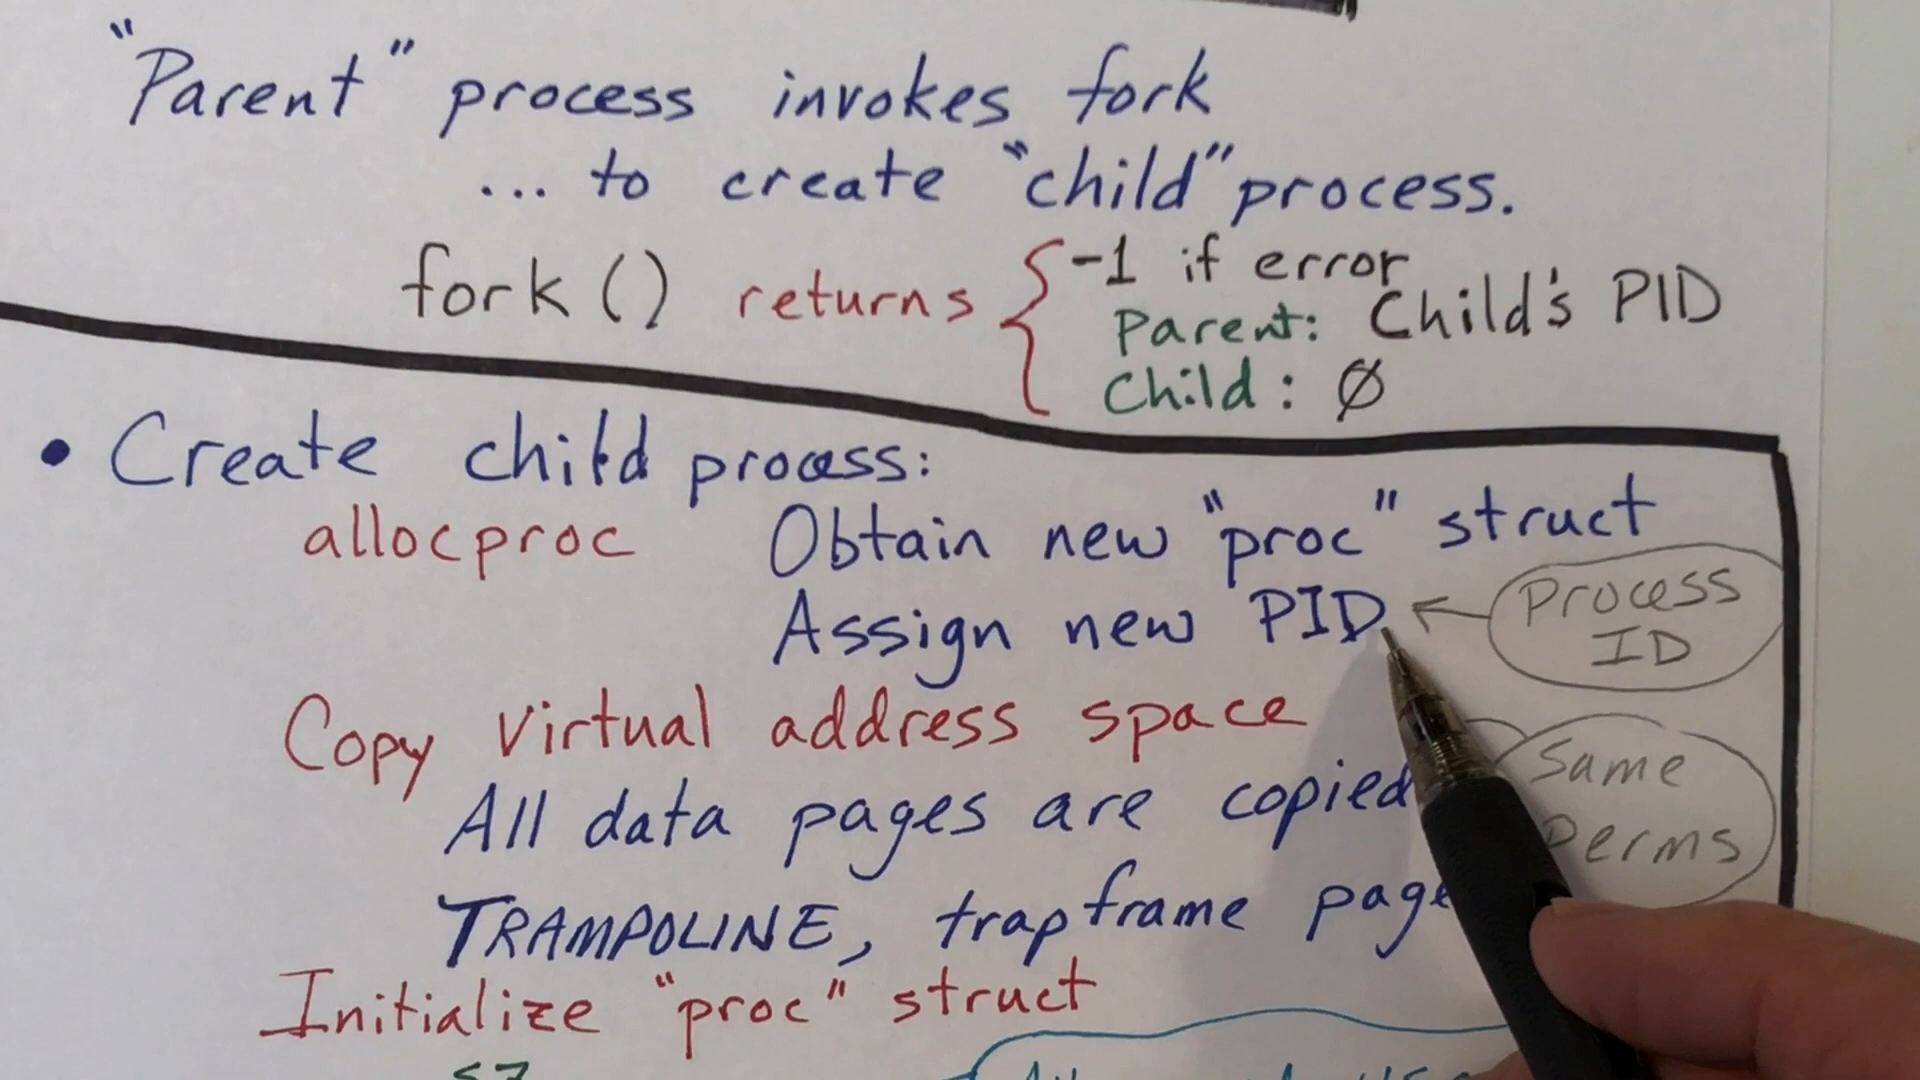 "Parent" process invokes fork
... to create "child" process.
fork() returns { -1 if error
Parent: Child's PID
Child: Ø
• Create child process:
allocproc Obtain new "proc" struct
Assign new PID ← Process ID
Copy virtual address space
All data pages are copied
Same
perms
TRAMPOLINE, trapframe page
Initialize "proc" struct